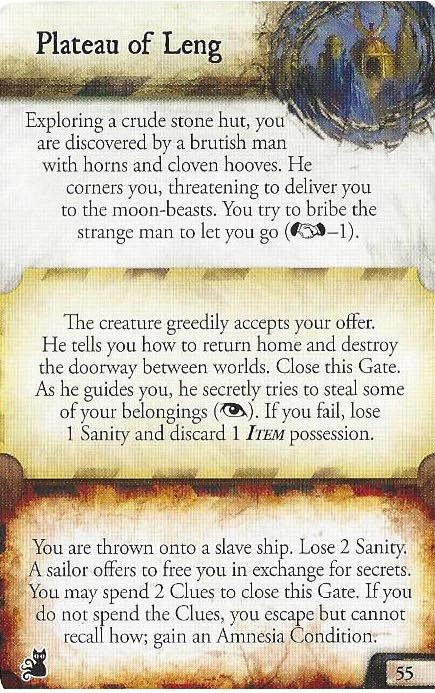 Plateau of Leng
Exploring a crude stone hut, you
are discovered by a brutish man
with horns and cloven hooves. He
corners you, threatening to deliver you
to the moon-beasts. You try to bribe the
strange man to let you go (–1).
The creature greedily accepts your offer.
He tells you how to return home and destroy
the doorway between worlds. Close this Gate.
As he guides you, he secretly tries to steal some
of your belongings (). If you fail, lose
1 Sanity and discard 1 ITEM possession.
You are thrown onto a slave ship. Lose 2 Sanity.
A sailor offers to free you in exchange for secrets.
You may spend 2 Clues to close this Gate. If you
do not spend the Clues, you escape but cannot
recall how; gain an Amnesia Condition.
55